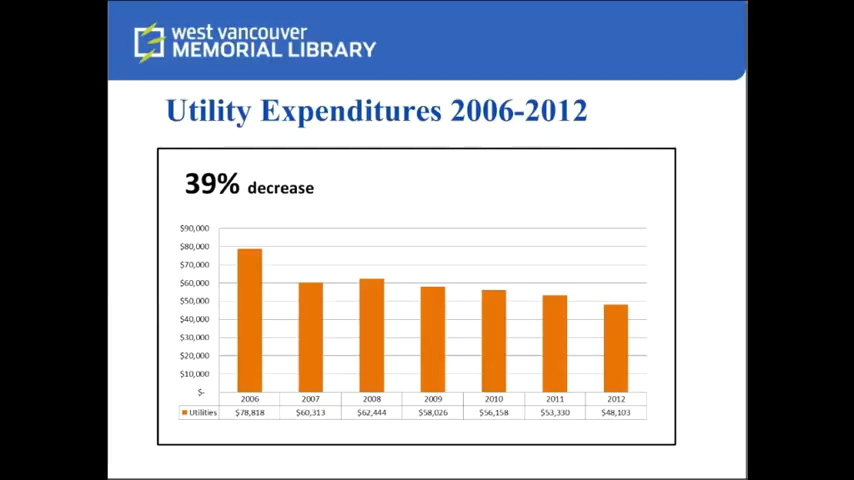 west vancouver
MEMORIAL LIBRARY
Utility Expenditures 2006-2012
39% decrease
$90,000
$80,000
$70,000
$60,000
$50,000
$40,000
$30,000
$20,000
$10,000
$-
2006 2007 2008 2009 2010 2011 2012
Utilities $78,818 $60,313 $62,444 $58,026 $56,158 $53,330 $48,103